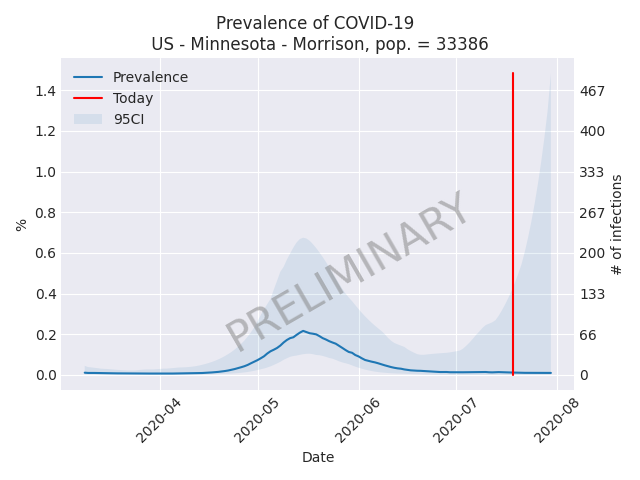 Prevalence of COVID-19
US - Minnesota - Morrison, pop. = 33386
Prevalence
Today
95CI
PRELIMINARY
%
1.4
1.2
1.0
0.8
0.6
0.4
0.2
0.0
467
400
333
267
200
133
66
0
# of infections
2020-04
2020-05
2020-06
2020-07
2020-08
Date